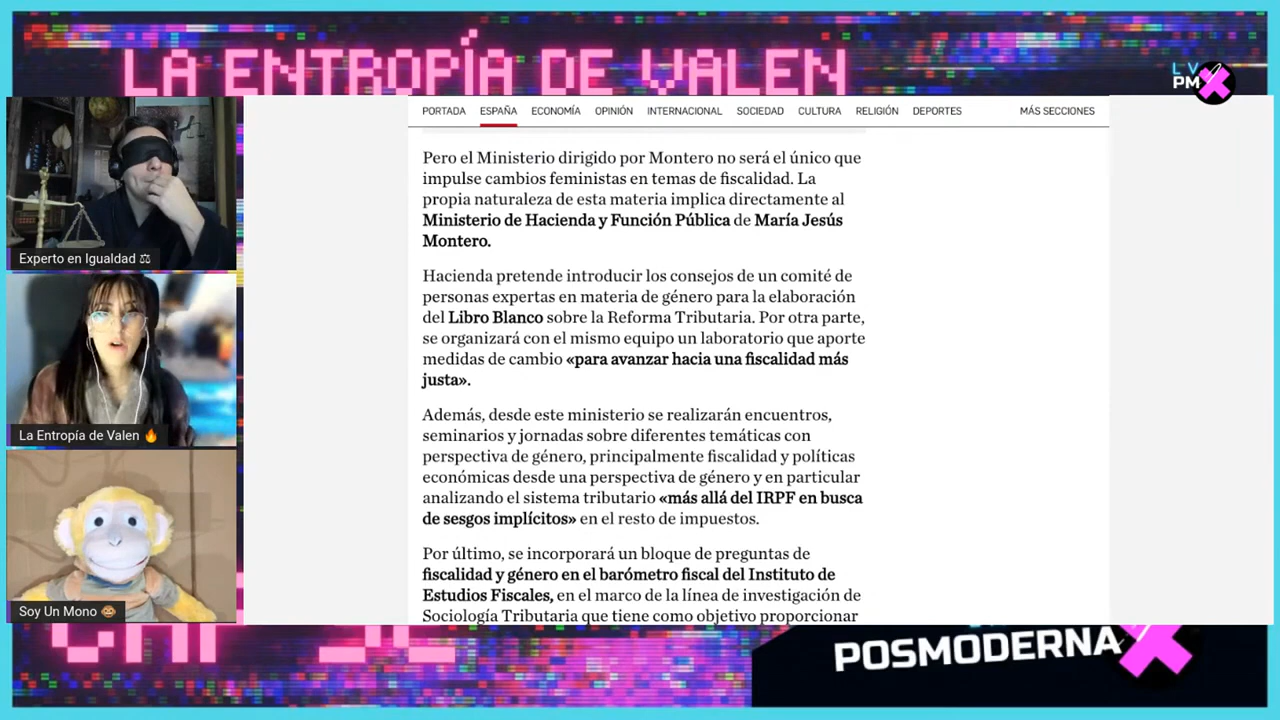 LA ENTROPÍA DE VALEN
LV
PM
PORTADA ESPAÑA ECONOMÍA OPINIÓN INTERNACIONAL SOCIEDAD CULTURA RELIGIÓN DEPORTES MÁS SECCIONES
Pero el Ministerio dirigido por Montero no será el único que
impulse cambios feministas en temas de fiscalidad. La
propia naturaleza de esta materia implica directamente al
Ministerio de Hacienda y Función Pública de María Jesús
Montero.
Hacienda pretende introducir los consejos de un comité de
personas expertas en materia de género para la elaboración
del Libro Blanco sobre la Reforma Tributaria. Por otra parte,
se organizará con el mismo equipo un laboratorio que aporte
medidas de cambio «para avanzar hacia una fiscalidad más
justa».
Además, desde este ministerio se realizarán encuentros,
seminarios y jornadas sobre diferentes temáticas con
perspectiva de género, principalmente fiscalidad y políticas
económicas desde una perspectiva de género y en particular
analizando el sistema tributario «más allá del IRPF en busca
de sesgos implícitos» en el resto de impuestos.
Por último, se incorporará un bloque de preguntas de
fiscalidad y género en el barómetro fiscal del Instituto de
Estudios Fiscales, en el marco de la línea de investigación de
Sociología Tributaria que tiene como objetivo proporcionar
Experto en Igualdad ⚖
La Entropía de Valen 🔥
Soy Un Mono 🐵
POSMODERNA